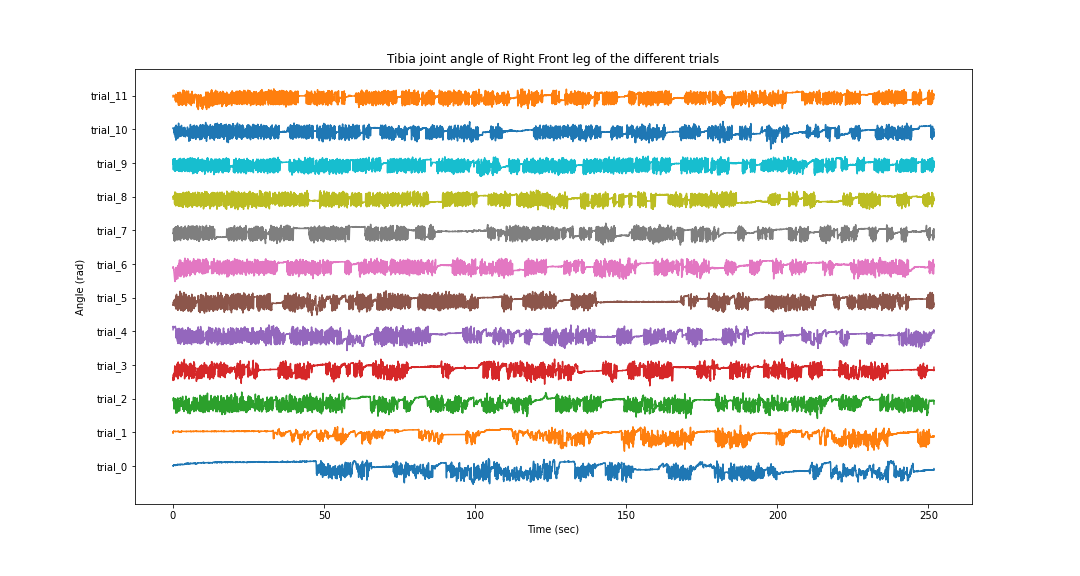 Tibia joint angle of Right Front leg of the different trials
trial_11
trial_10
trial_9
trial_8
trial_7
trial_6
trial_5
trial_4
trial_3
trial_2
trial_1
trial_0
Angle (rad)
0 50 100 150 200 250
Time (sec)